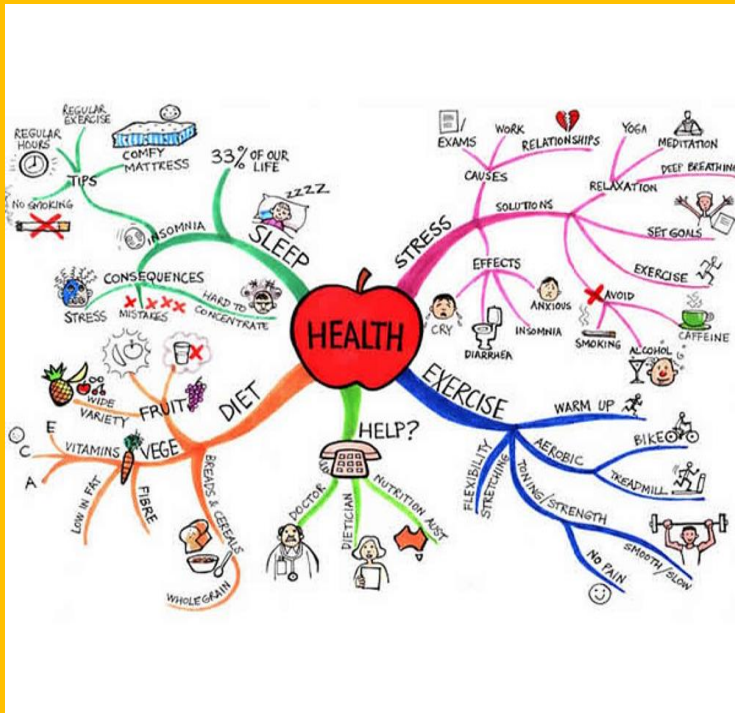 HEALTH
SLEEP
33% OF OUR
LIFE
ZZZZ
INSOMNIA
TIPS
REGULAR
EXERCISE
REGULAR
HOURS
COMFY
MATTRESS
NO SMOKING
CONSEQUENCES
STRESS
MISTAKES
HARD TO
CONCENTRATE
STRESS
CAUSES
EXAMS
WORK
RELATIONSHIPS
SOLUTIONS
RELAXATION
YOGA
MEDITATION
DEEP BREATHING
SET GOALS
EXERCISE
AVOID
SMOKING
ALCOHOL
CAFFEINE
EFFECTS
CRY
DIARRHEA
INSOMNIA
ANXIOUS
DIET
FRUIT
WIDE
VARIETY
VEGE
VITAMINS
E
C
A
LOW IN FAT
FIBRE
BREADS & CEREALS
WHOLEGRAIN
HELP?
DOCTOR
DIETICIAN
NUTRITION AUST
EXERCISE
WARM UP
AEROBIC
BIKE
TREADMILL
FLEXIBILITY
STRETCHING
TONING/STRENGTH
SMOOTH/SLOW
NO PAIN